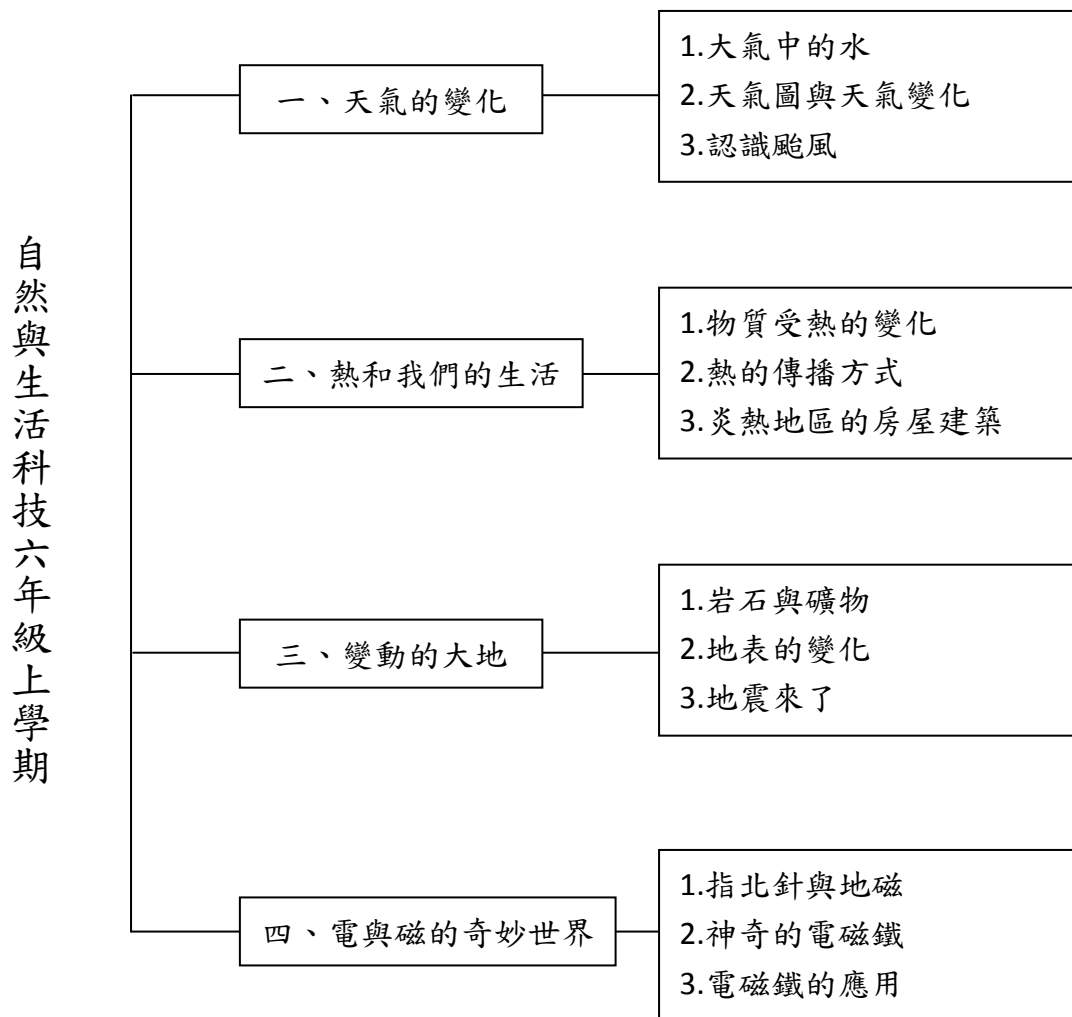 自然與生活科技六年級上學期
一、天氣的變化
1.大氣中的水
2.天氣圖與天氣變化
3.認識颱風
二、熱和我們的生活
1.物質受熱的變化
2.熱的傳播方式
3.炎熱地區的房屋建築
三、變動的大地
1.岩石與礦物
2.地表的變化
3.地震來了
四、電與磁的奇妙世界
1.指北針與地磁
2.神奇的電磁鐵
3.電磁鐵的應用